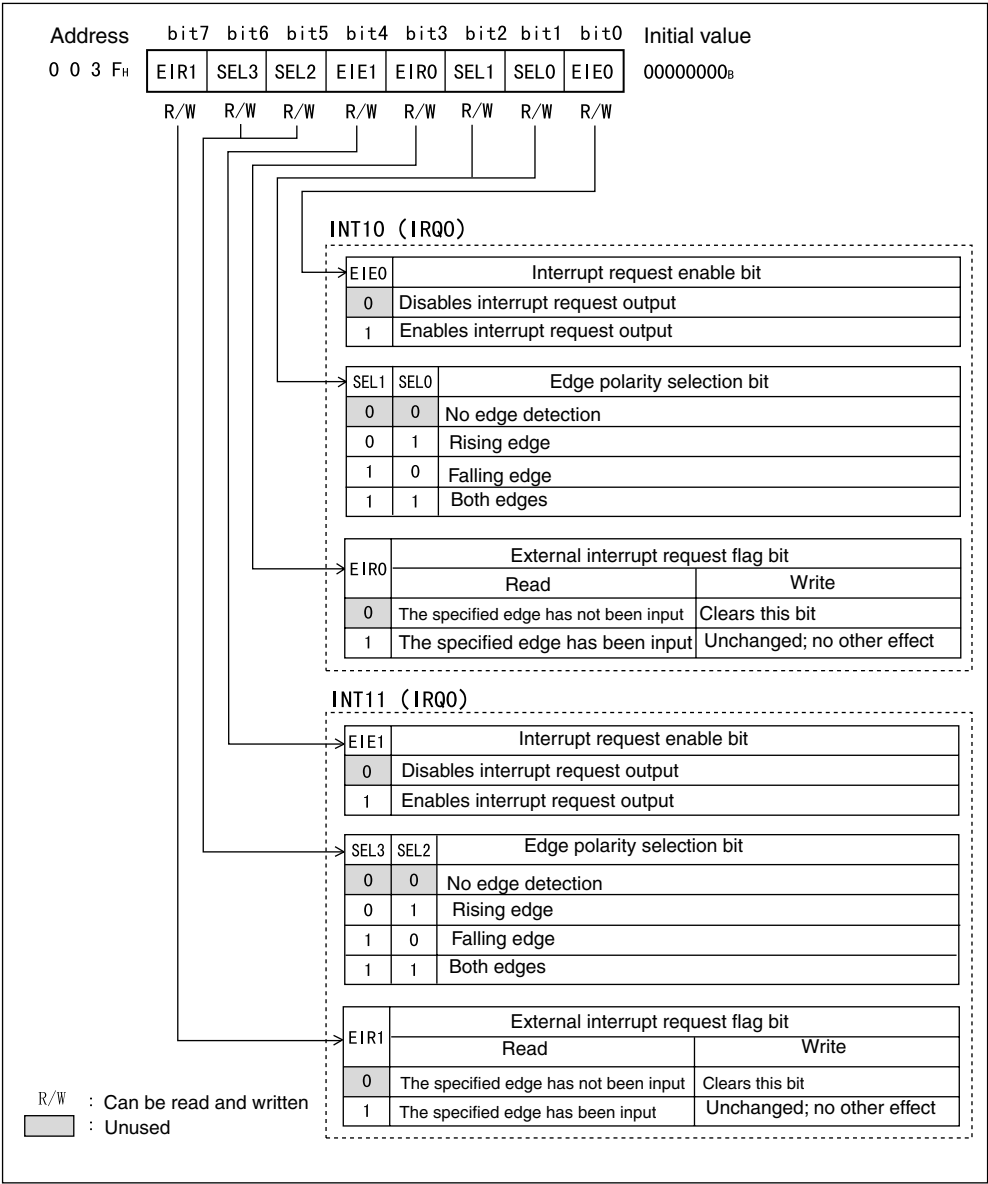 Address bit7 bit6 bit5 bit4 bit3 bit2 bit1 bit0 Initial value
0 0 3 FH EIR1 SEL3 SEL2 EIE1 EIR0 SEL1 SEL0 EIE0 00000000B
R/W R/W R/W R/W R/W R/W R/W R/W
INT10 (IRQ0)
EIE0 Interrupt request enable bit
0 Disables interrupt request output
1 Enables interrupt request output
SEL1 SEL0 Edge polarity selection bit
0 0 No edge detection
0 1 Rising edge
1 0 Falling edge
1 1 Both edges
EIR0 External interrupt request flag bit
Read Write
0 The specified edge has not been input Clears this bit
1 The specified edge has been input Unchanged; no other effect
INT11 (IRQ0)
EIE1 Interrupt request enable bit
0 Disables interrupt request output
1 Enables interrupt request output
SEL3 SEL2 Edge polarity selection bit
0 0 No edge detection
0 1 Rising edge
1 0 Falling edge
1 1 Both edges
EIR1 External interrupt request flag bit
Read Write
0 The specified edge has not been input Clears this bit
1 The specified edge has been input Unchanged; no other effect
R/W : Can be read and written
: Unused